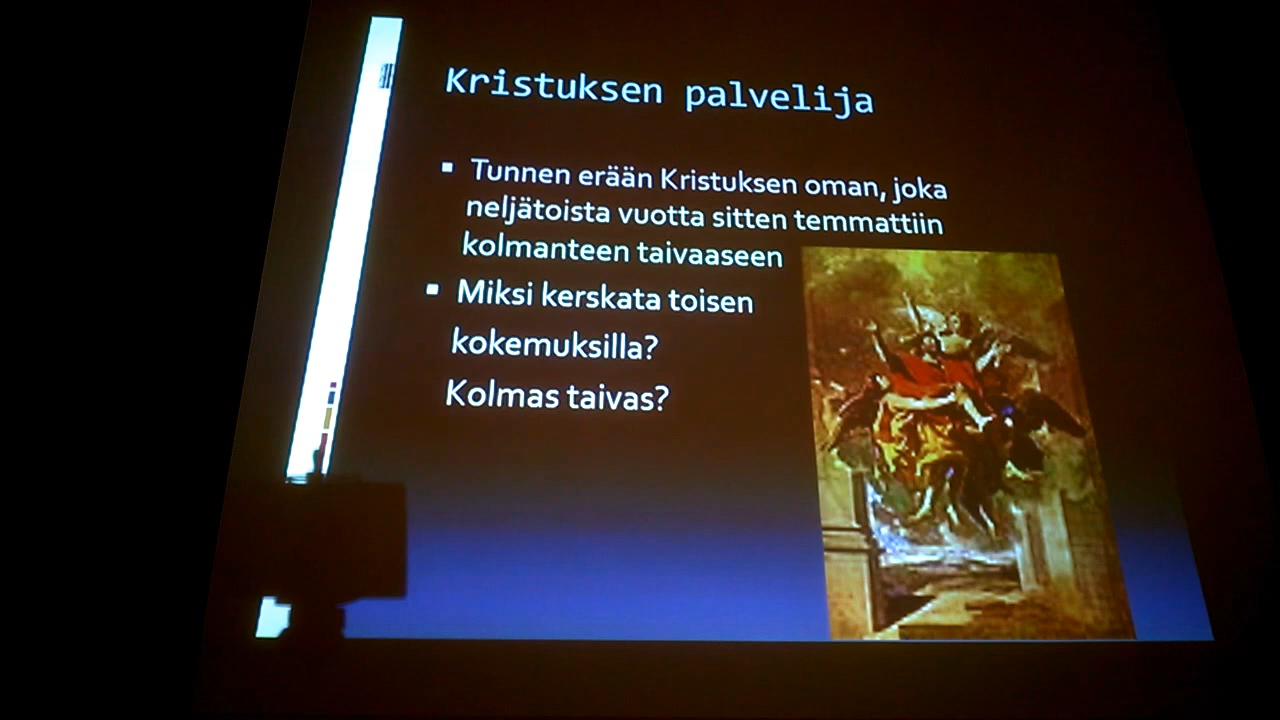 Kristuksen palvelija
▪ Tunnen erään Kristuksen oman, joka
neljätoista vuotta sitten temmattiin
kolmanteen taivaaseen
▪ Miksi kerskata toisen
kokemuksilla?
Kolmas taivas?